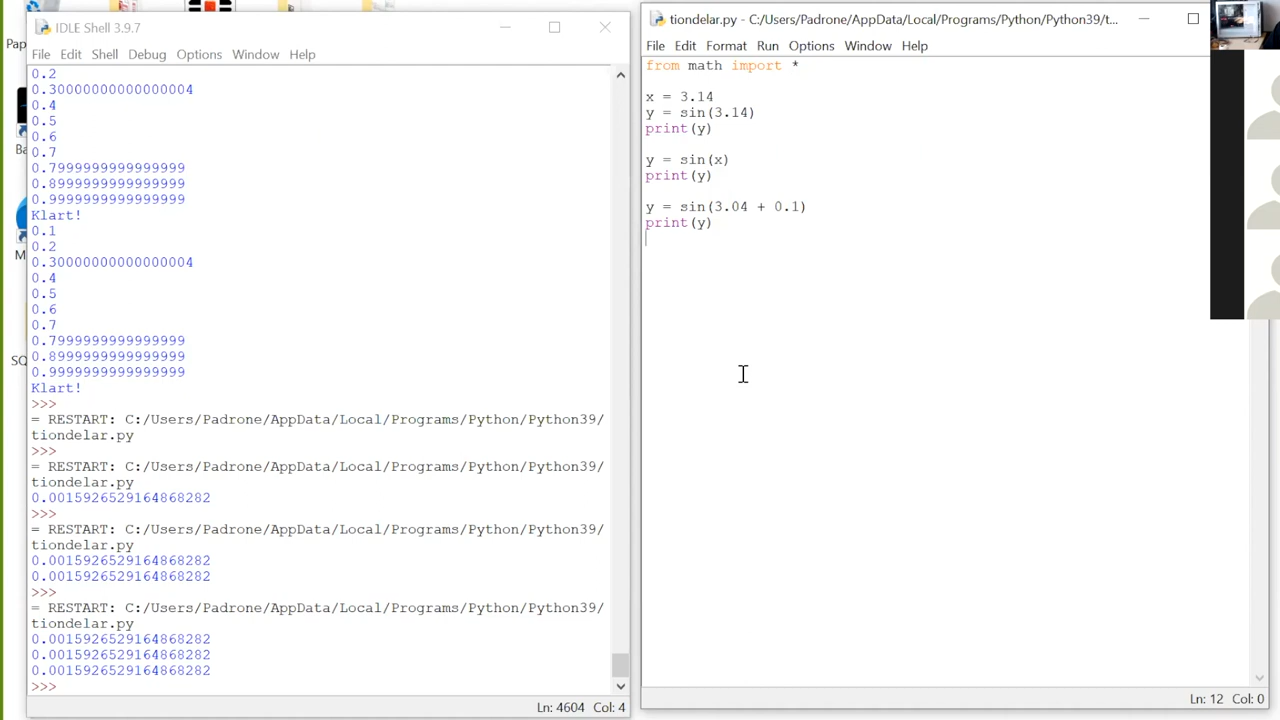 Pap
Ba
M
SQ
IDLE Shell 3.9.7
File Edit Shell Debug Options Window Help
0.2
0.30000000000000004
0.4
0.5
0.6
0.7
0.7999999999999999
0.8999999999999999
0.9999999999999999
Klart!
0.1
0.2
0.30000000000000004
0.4
0.5
0.6
0.7
0.7999999999999999
0.8999999999999999
0.9999999999999999
Klart!
>>>
= RESTART: C:/Users/Padrone/AppData/Local/Programs/Python/Python39/
tiondelar.py
>>>
= RESTART: C:/Users/Padrone/AppData/Local/Programs/Python/Python39/
tiondelar.py
0.0015926529164868282
>>>
= RESTART: C:/Users/Padrone/AppData/Local/Programs/Python/Python39/
tiondelar.py
0.0015926529164868282
0.0015926529164868282
>>>
= RESTART: C:/Users/Padrone/AppData/Local/Programs/Python/Python39/
tiondelar.py
0.0015926529164868282
0.0015926529164868282
0.0015926529164868282
>>>
Ln: 4604 Col: 4
tiondelar.py - C:/Users/Padrone/AppData/Local/Programs/Python/Python39/t...
File Edit Format Run Options Window Help
from math import *
x = 3.14
y = sin(3.14)
print(y)
y = sin(x)
print(y)
y = sin(3.04 + 0.1)
print(y)
Ln: 12 Col: 0